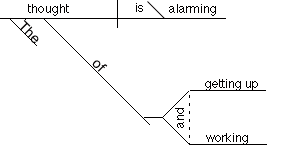 thought is alarming
The
of
getting up
and
working